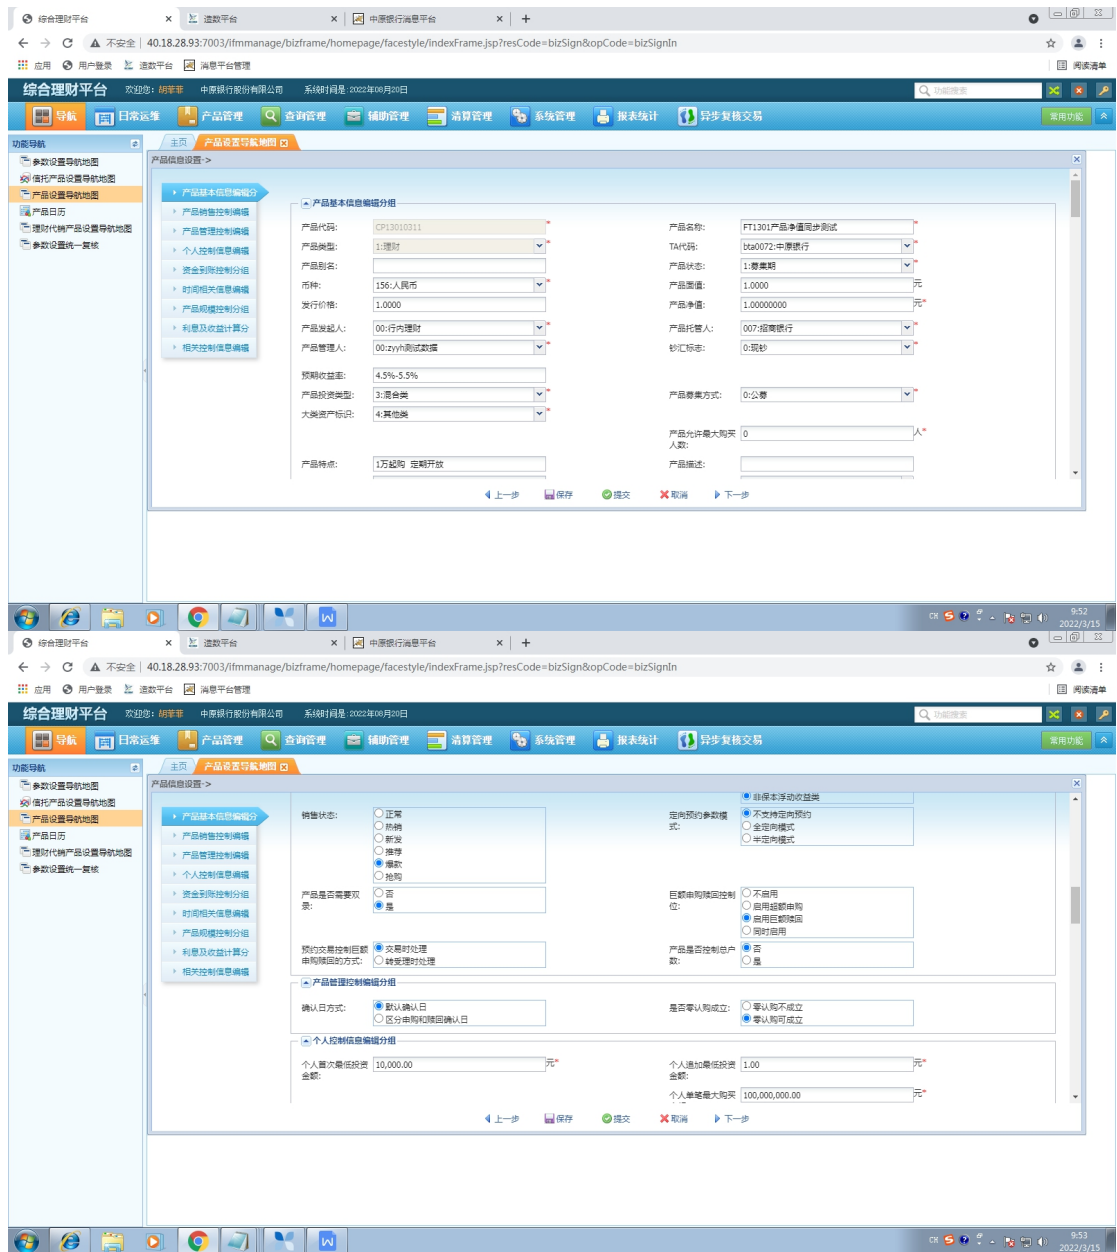 综合理财平台 造数平台 中原银行消息平台
不安全 40.18.28.93:7003/ifmmanage/bizframe/homepage/facestyle/indexFrame.jsp?resCode=bizSign&opCode=bizSignIn
应用 用户登录 造数平台 消息平台管理 阅读清单
综合理财平台 欢迎您: 胡菲菲 中原银行股份有限公司 系统时间是:2022年08月20日 功能搜索
导航 日常运维 产品管理 查询管理 辅助管理 清算管理 系统管理 报表统计 异步复核交易 常用功能
功能导航 主页 产品设置导航地图
参数设置导航地图 产品信息设置->
信托产品设置导航地图
产品设置导航地图 产品基本信息编辑分
产品日历 产品销售控制编辑 产品基本信息编辑分组
理财代销产品设置导航地图 产品管理控制编辑 产品代码: CP13010311 * 产品名称: FT1301产品净值同步测试 *
参数设置统一复核 个人控制信息编辑 产品类型: 1:理财 * TA代码: bta0072:中原银行 *
资金到账控制分组 产品别名: 产品状态: 1:募集期 *
时间相关信息编辑 币种: 156:人民币 * 产品面值: 1.0000 元
产品规模控制分组 发行价格: 1.0000 产品净值: 1.00000000 元*
利息及收益计算分 产品发起人: 00:行内理财 * 产品托管人: 007:招商银行 *
相关控制信息编辑 产品管理人: 00:zyyh测试数据 * 钞汇标志: 0:现钞 *
预期收益率: 4.5%-5.5%
产品投资类型: 3:混合类 * 产品募集方式: 0:公募 *
大类资产标识: 4:其他类 *
产品允许最大购买人数: 0 人*
产品特点: 1万起购 定期开放 产品描述:
上一步 保存 提交 取消 下一步
CH 9:52
2022/3/15
综合理财平台 造数平台 中原银行消息平台
不安全 40.18.28.93:7003/ifmmanage/bizframe/homepage/facestyle/indexFrame.jsp?resCode=bizSign&opCode=bizSignIn
应用 用户登录 造数平台 消息平台管理 阅读清单
综合理财平台 欢迎您: 胡菲菲 中原银行股份有限公司 系统时间是:2022年08月20日 功能搜索
导航 日常运维 产品管理 查询管理 辅助管理 清算管理 系统管理 报表统计 异步复核交易 常用功能
功能导航 主页 产品设置导航地图
参数设置导航地图 产品信息设置->
信托产品设置导航地图 非保本浮动收益类
产品设置导航地图 产品基本信息编辑分 销售状态: 正常 定向预约参数模式: 不支持定向预约
热销 全定向模式
产品日历 产品销售控制编辑 新发 半定向模式
理财代销产品设置导航地图 产品管理控制编辑 推荐
参数设置统一复核 个人控制信息编辑 爆款
抢购
资金到账控制分组 产品是否需要双录: 否 巨额申购赎回控制位: 不启用
时间相关信息编辑 是 启用超额申购
启用巨额赎回
产品规模控制分组 同时启用
利息及收益计算分 预约交易控制巨额申购赎回的方式: 交易时处理 产品是否控制总户数: 否
相关控制信息编辑 转受理时处理 是
产品管理控制编辑分组
确认日方式: 默认确认日 是否零认购成立: 零认购不成立
区分申购和赎回确认日 零认购可成立
个人控制信息编辑分组
个人首次最低投资金额: 10,000.00 元* 个人追加最低投资金额: 1.00 元*
个人单笔最大购买 100,000,000.00 元*
上一步 保存 提交 取消 下一步
CH 9:53
2022/3/15